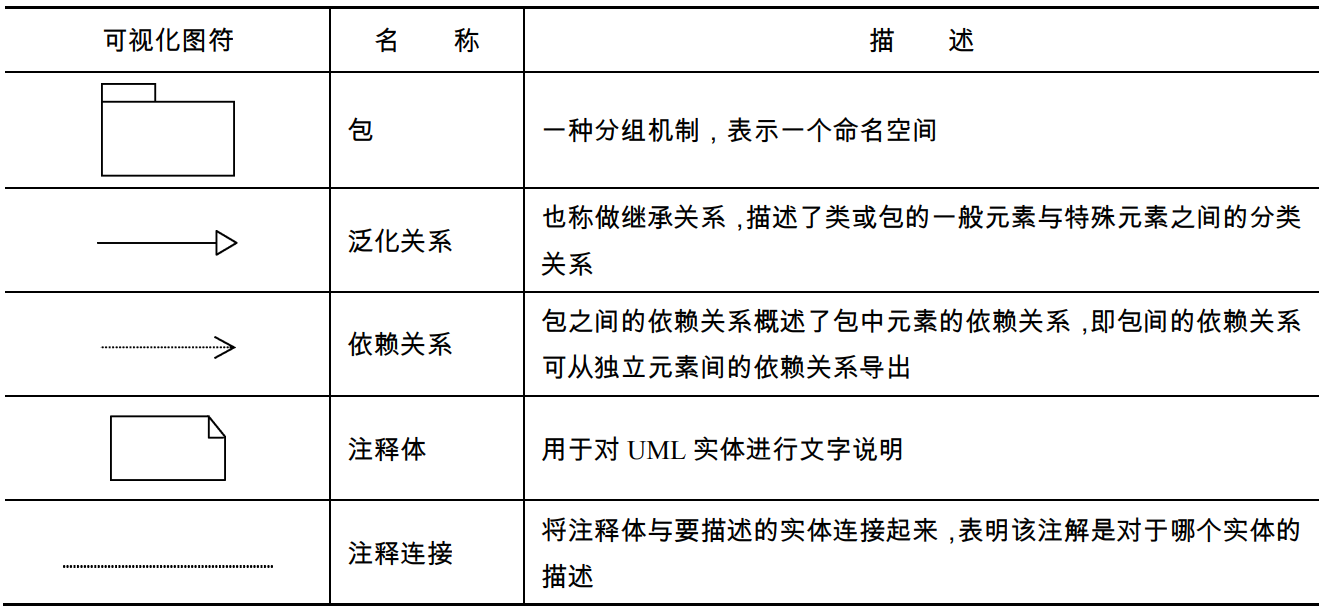 可视化图符 名 称 描 述
包 一种分组机制，表示一个命名空间
泛化关系 也称做继承关系，描述了类或包的一般元素与特殊元素之间的分类
关系
依赖关系 包之间的依赖关系概述了包中元素的依赖关系，即包间的依赖关系
可从独立元素间的依赖关系导出
注释体 用于对 UML 实体进行文字说明
注释连接 将注释体与要描述的实体连接起来，表明该注解是对于哪个实体的
描述